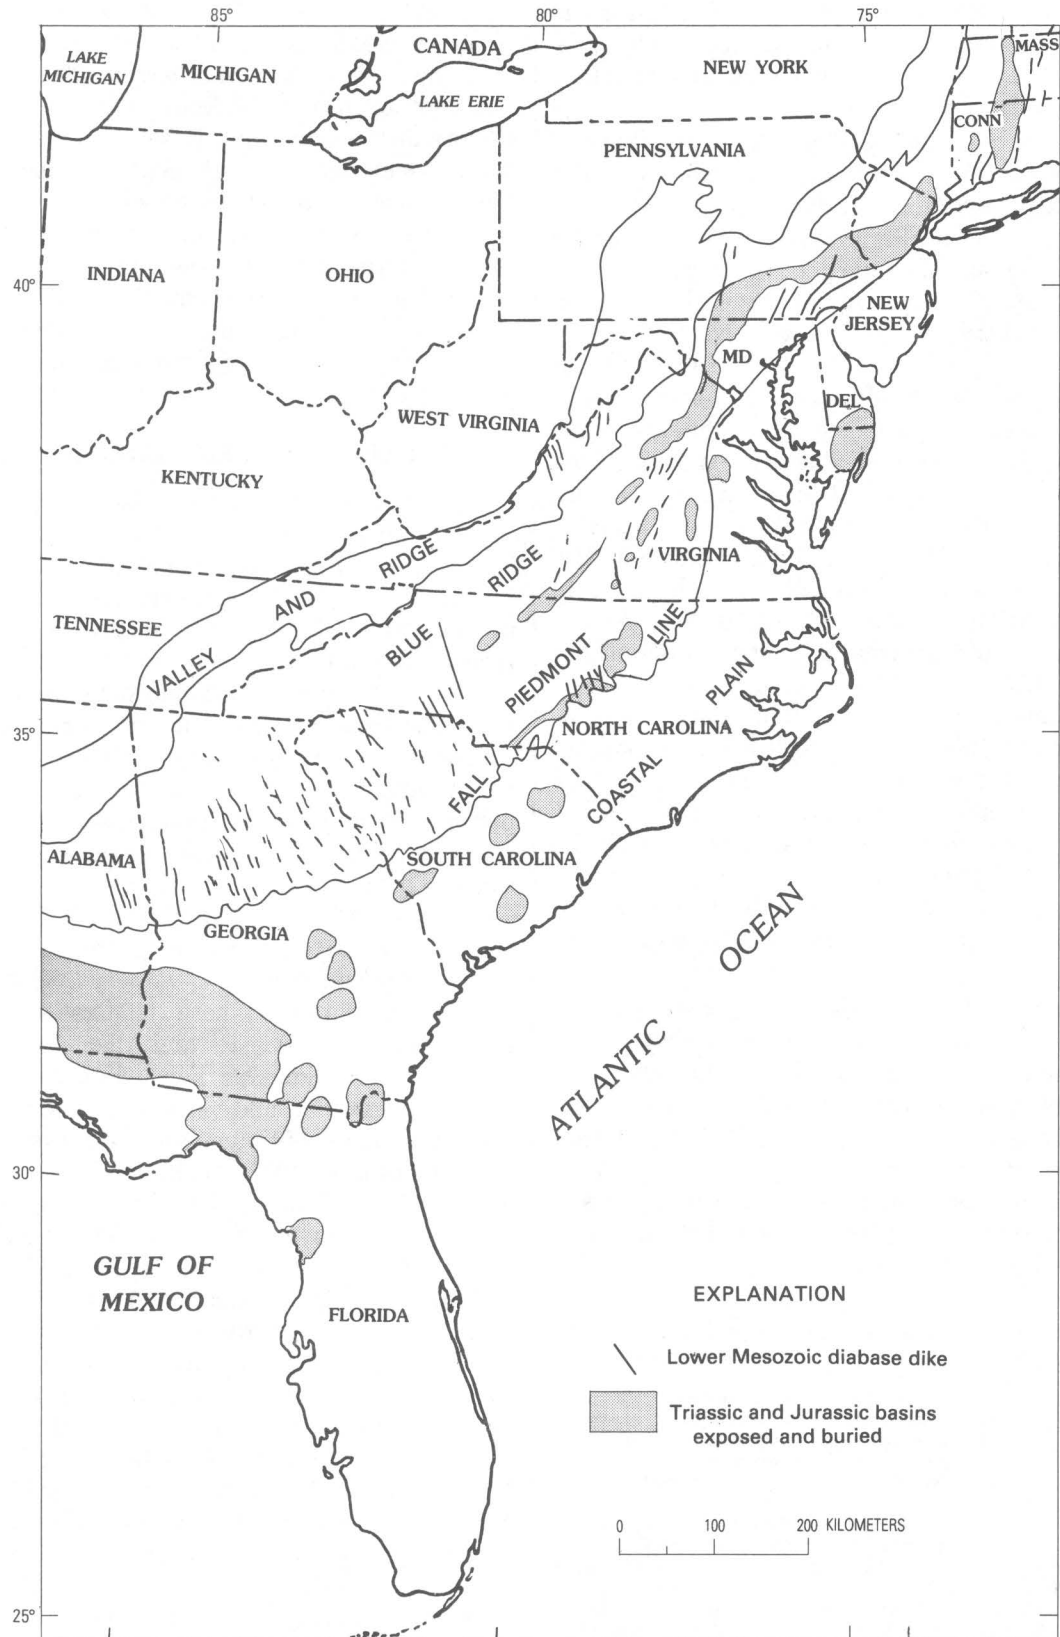 85°
80°
75°
LAKE
MICHIGAN
MICHIGAN
CANADA
LAKE ERIE
NEW YORK
MASS
CONN
PENNSYLVANIA
40°
INDIANA
OHIO
NEW
JERSEY
MD
DEL
WEST VIRGINIA
KENTUCKY
VIRGINIA
TENNESSEE
VALLEY
AND
RIDGE
BLUE
RIDGE
PIEDMONT
FALL
LINE
COASTAL
PLAIN
35°
NORTH CAROLINA
ALABAMA
SOUTH CAROLINA
GEORGIA
ATLANTIC
OCEAN
30°
GULF OF
MEXICO
FLORIDA
EXPLANATION
Lower Mesozoic diabase dike
Triassic and Jurassic basins
exposed and buried
0 100 200 KILOMETERS
25°